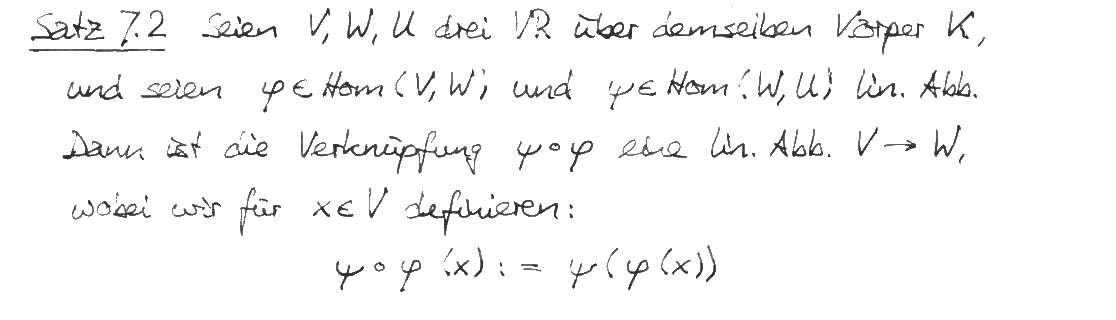 Satz 7.2 Seien V, W, U drei VR über demselben Körper K,
und seien φ ∈ Hom (V, W) und ψ ∈ Hom (W, U) lin. Abb.
Dann ist die Verknüpfung ψ∘φ eine lin. Abb. V → W,
wobei wir für x ∈ V definieren:
ψ∘φ (x) := ψ(φ(x))